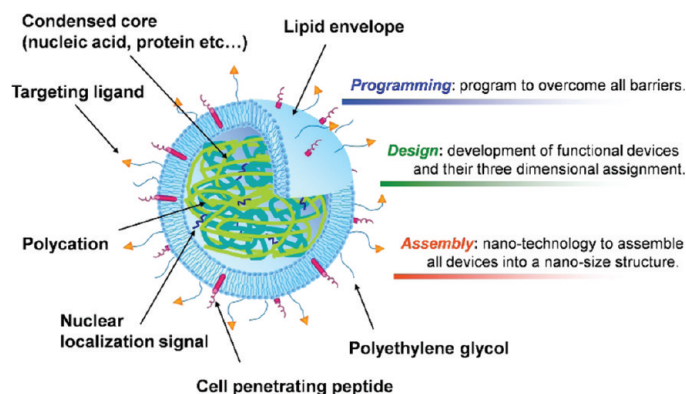 Condensed core
(nucleic acid, protein etc…)
Lipid envelope
Targeting ligand
Programming: program to overcome all barriers.
Design: development of functional devices
and their three dimensional assignment.
Polycation
Assembly: nano-technology to assemble
all devices into a nano-size structure.
Nuclear
localization signal
Polyethylene glycol
Cell penetrating peptide